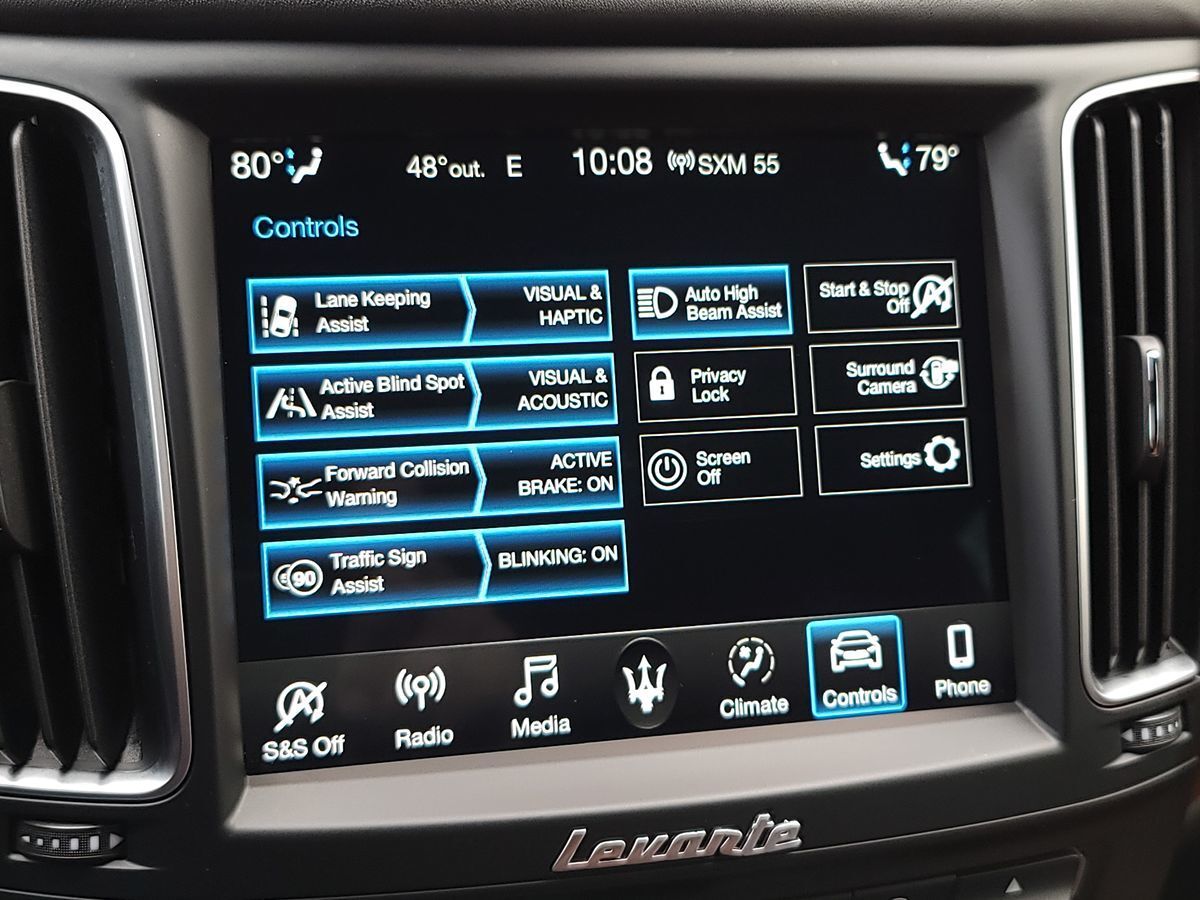 80° 48°out. E 10:08 SXM 55 79°
Controls
Lane Keeping
Assist
VISUAL &
HAPTIC
Auto High
Beam Assist
Start & Stop
Off
Active Blind Spot
Assist
VISUAL &
ACOUSTIC
Privacy
Lock
Surround
Camera
Forward Collision
Warning
ACTIVE
BRAKE: ON
Screen
Off
Settings
90
Traffic Sign
Assist
BLINKING: ON
S&S Off
Radio
Media
Climate
Controls
Phone
Levante